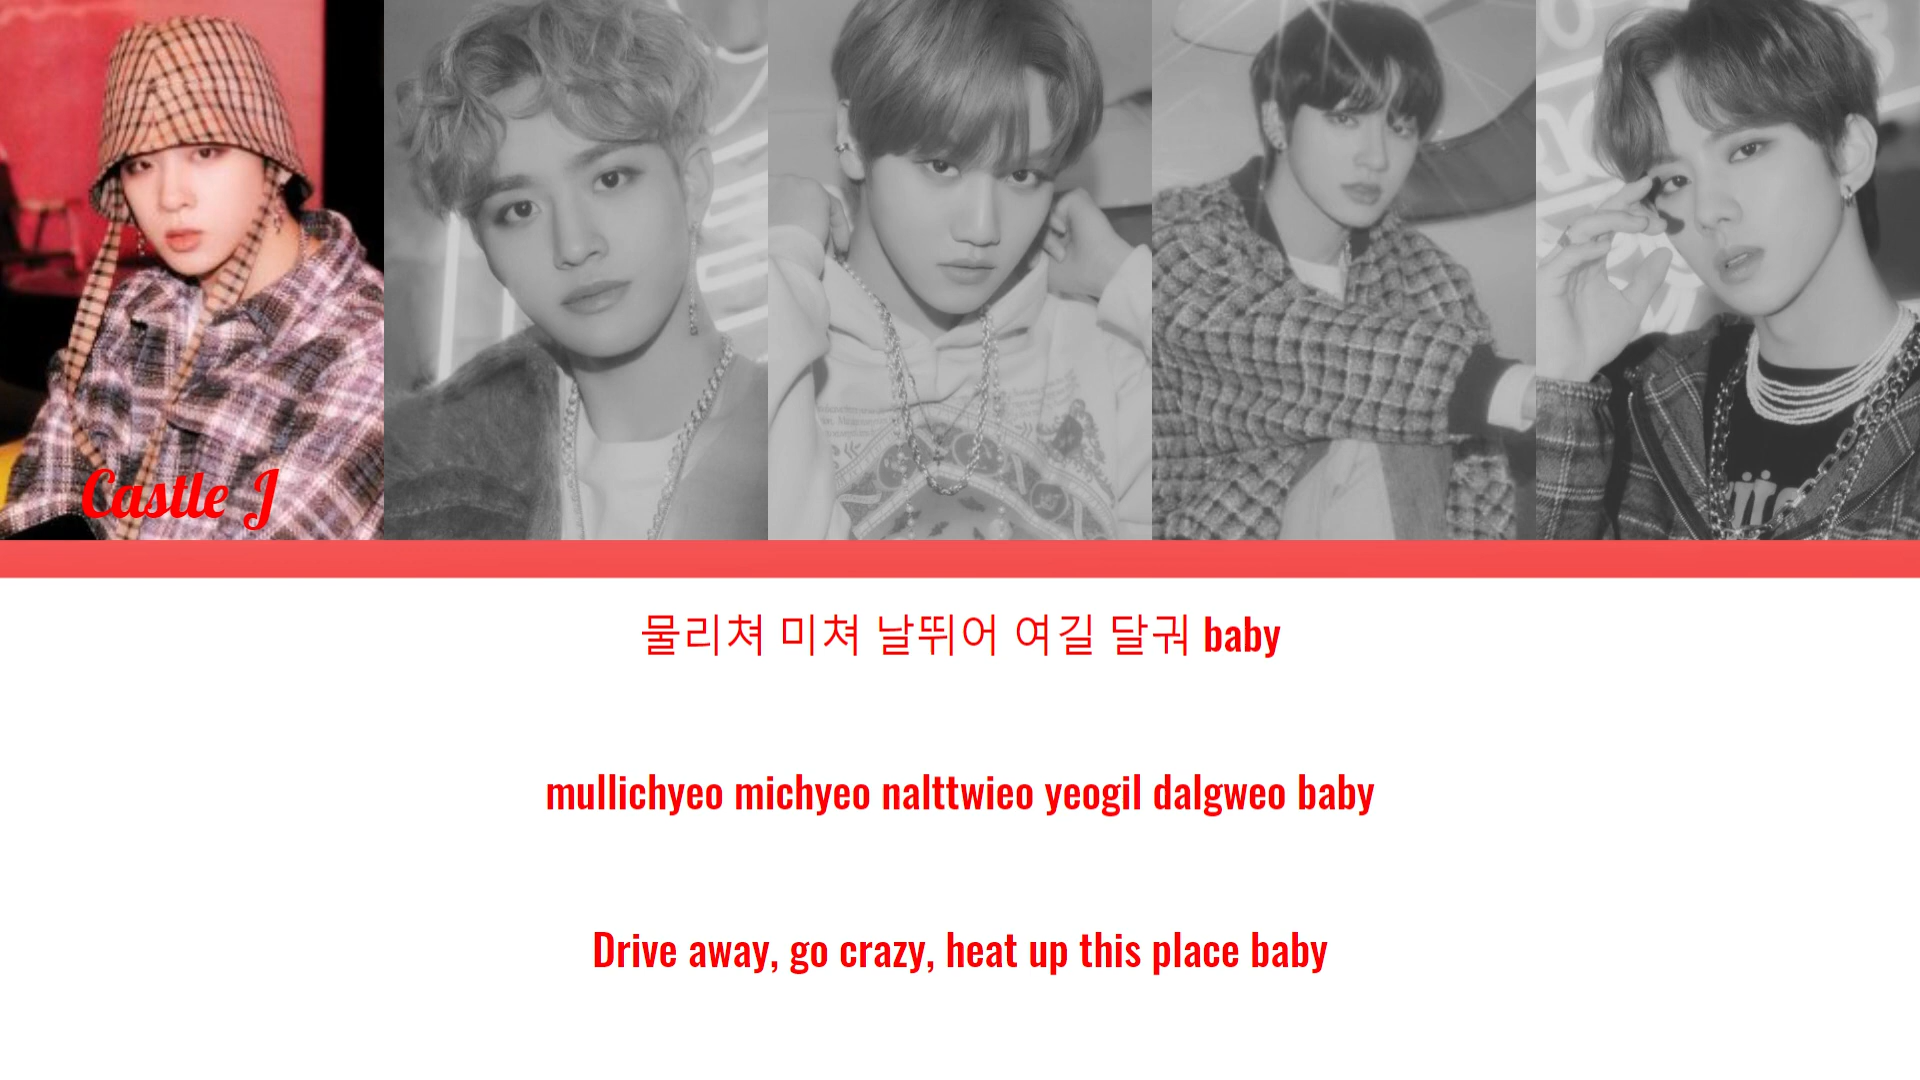 Castle J
물리쳐 미쳐 날뛰어 여길 달궈 baby
mullichyeo michyeo nalttwieo yeogil dalgweo baby
Drive away, go crazy, heat up this place baby